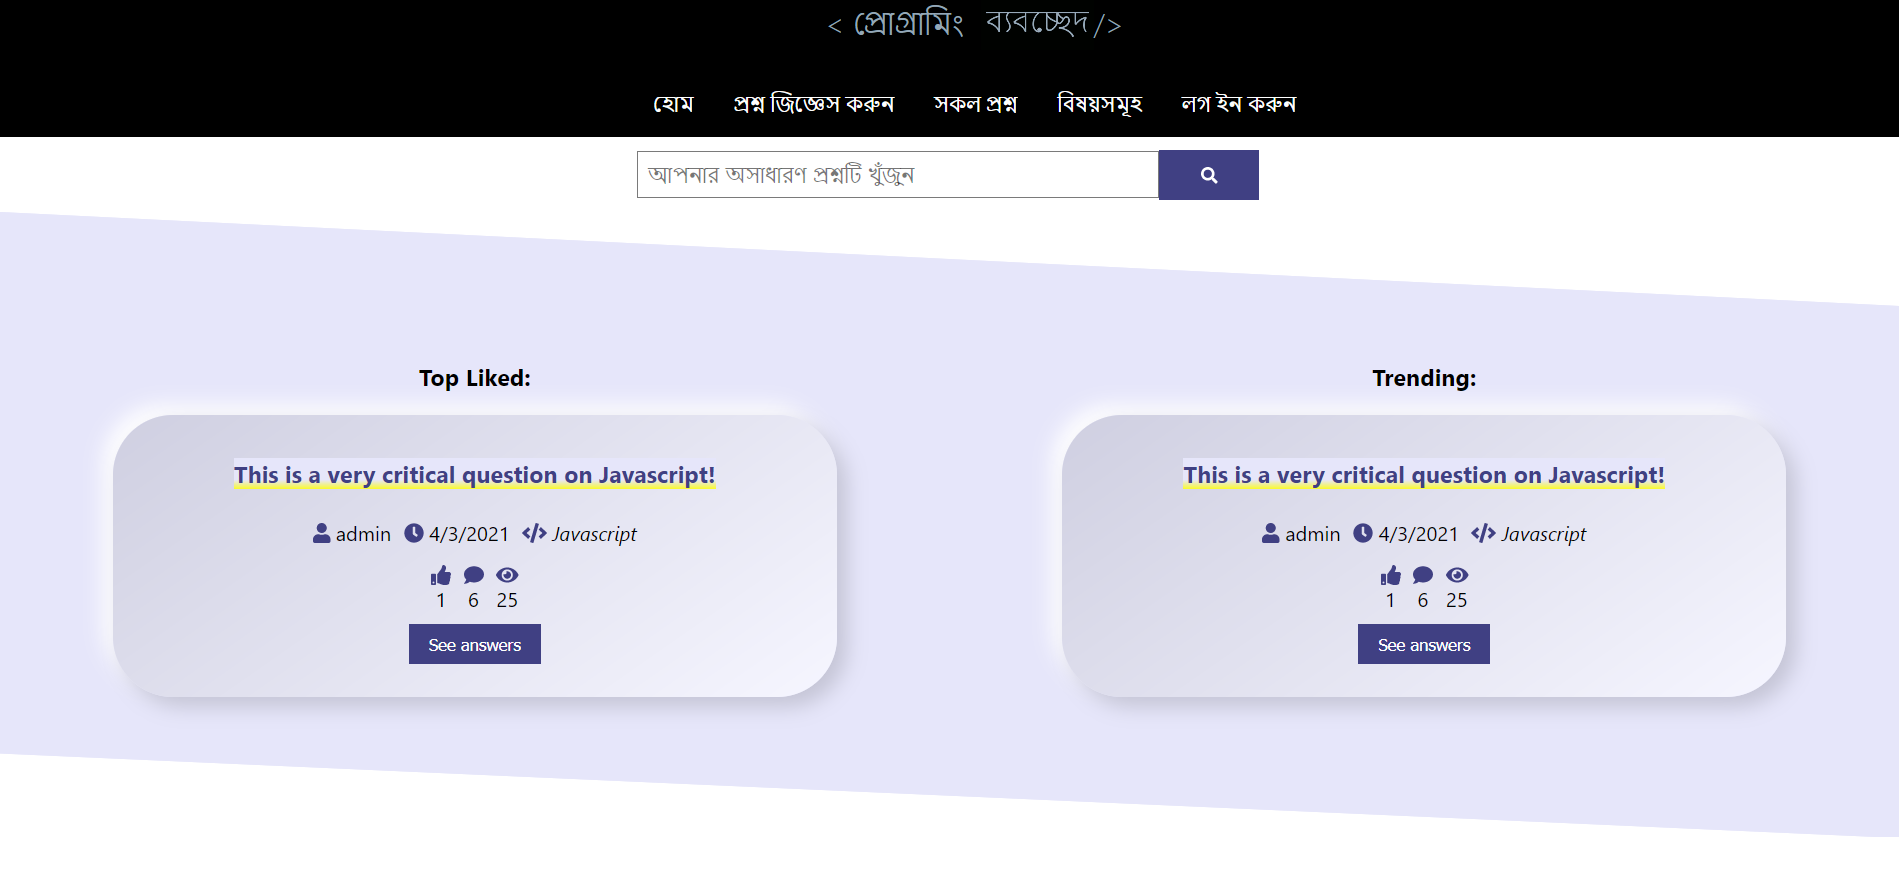 < প্রোগ্রামিং ব্যবচ্ছেদ />
হোম প্রশ্ন জিজ্ঞেস করুন সকল প্রশ্ন বিষয়সমূহ লগ ইন করুন
আপনার অসাধারণ প্রশ্নটি খুঁজুন
Top Liked:
This is a very critical question on Javascript!
admin 4/3/2021 Javascript
1 6 25
See answers
Trending:
This is a very critical question on Javascript!
admin 4/3/2021 Javascript
1 6 25
See answers